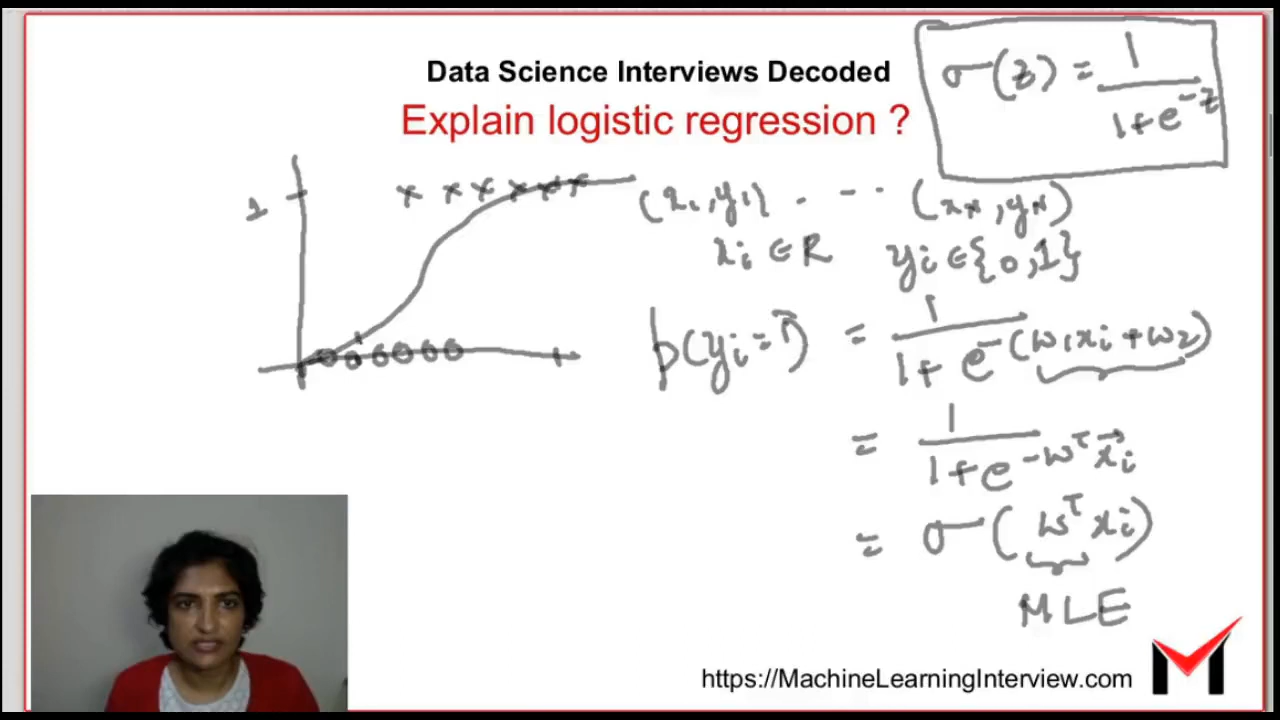 Data Science Interviews Decoded
Explain logistic regression ?
σ(z) = 1 / 1+e^-z
1
(x1,y1) . -- . (xN,yN)
xi ∈ R yi ∈ {0,1}
p(yi=1) = 1 / 1+e^-(w1xi+w2)
= 1 / 1+e^-wᵀx⃗i
= σ(wᵀxi)
MLE
https://MachineLearningInterview.com